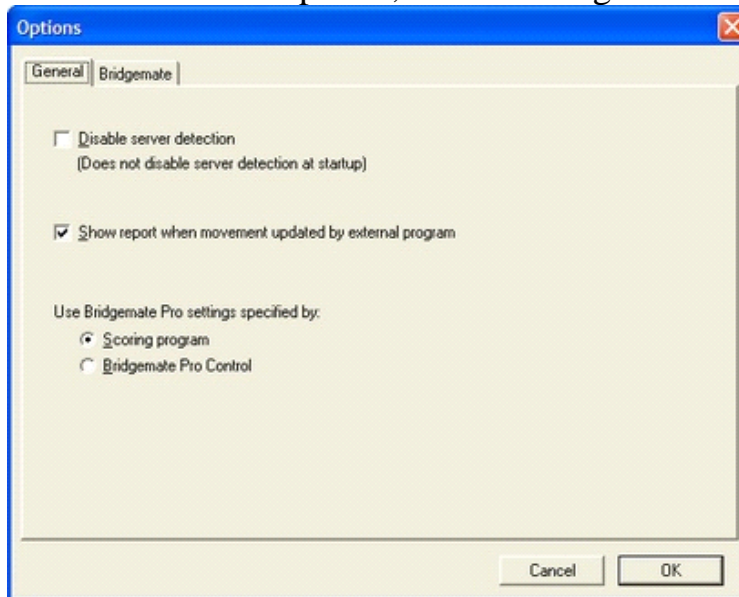 Options
General Bridgemate
Disable server detection
(Does not disable server detection at startup)
Show report when movement updated by external program
Use Bridgemate Pro settings specified by:
Scoring program
Bridgemate Pro Control
Cancel OK